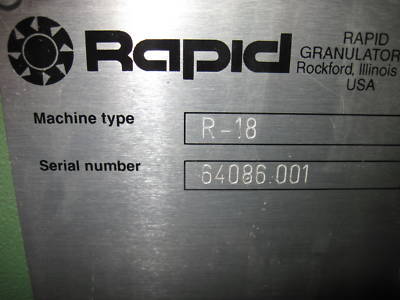 Rapid
RAPID
GRANULATOR
Rockford, Illinois
USA
Machine type R-18
Serial number 64086.001